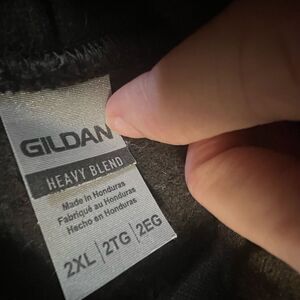 GILDAN
HEAVY BLEND
Made in Honduras
Fabriqué au Honduras
Hecho en Honduras
2XL | 2TG | 2EG